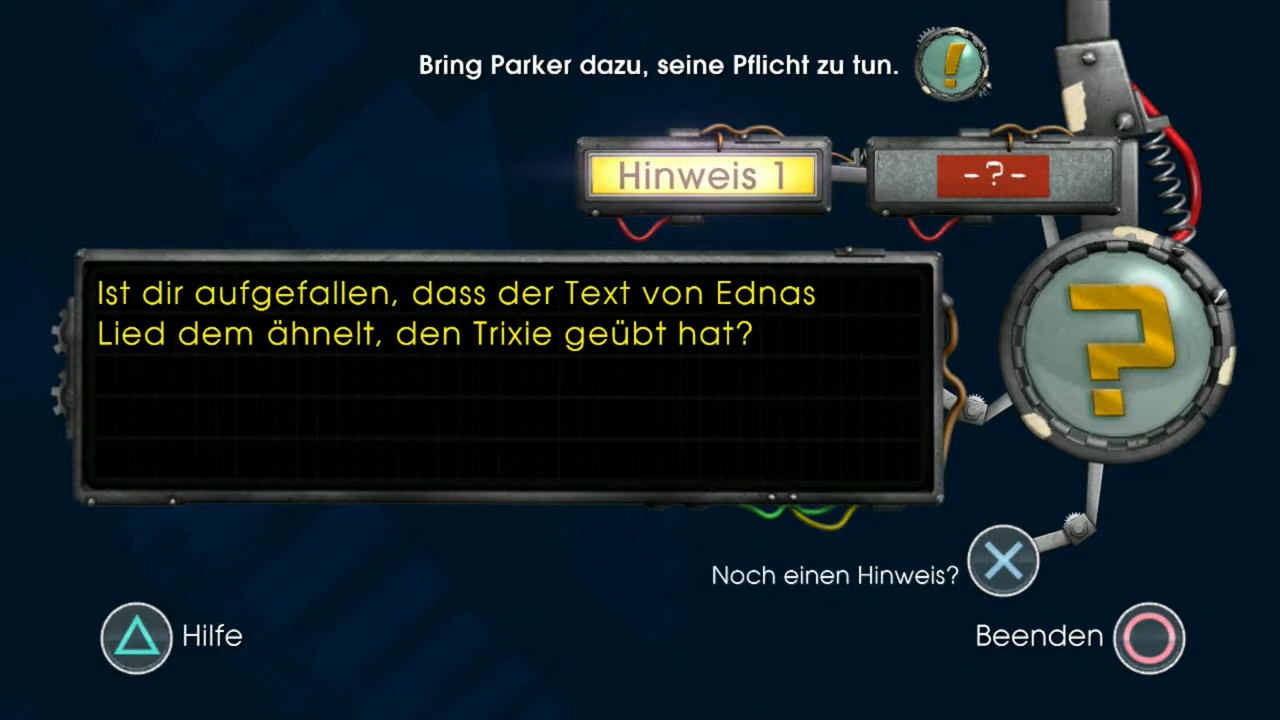 Bring Parker dazu, seine Pflicht zu tun.
Hinweis 1
-?-
Ist dir aufgefallen, dass der Text von Ednas
Lied dem ähnelt, den Trixie geübt hat?
Noch einen Hinweis?
Hilfe
Beenden